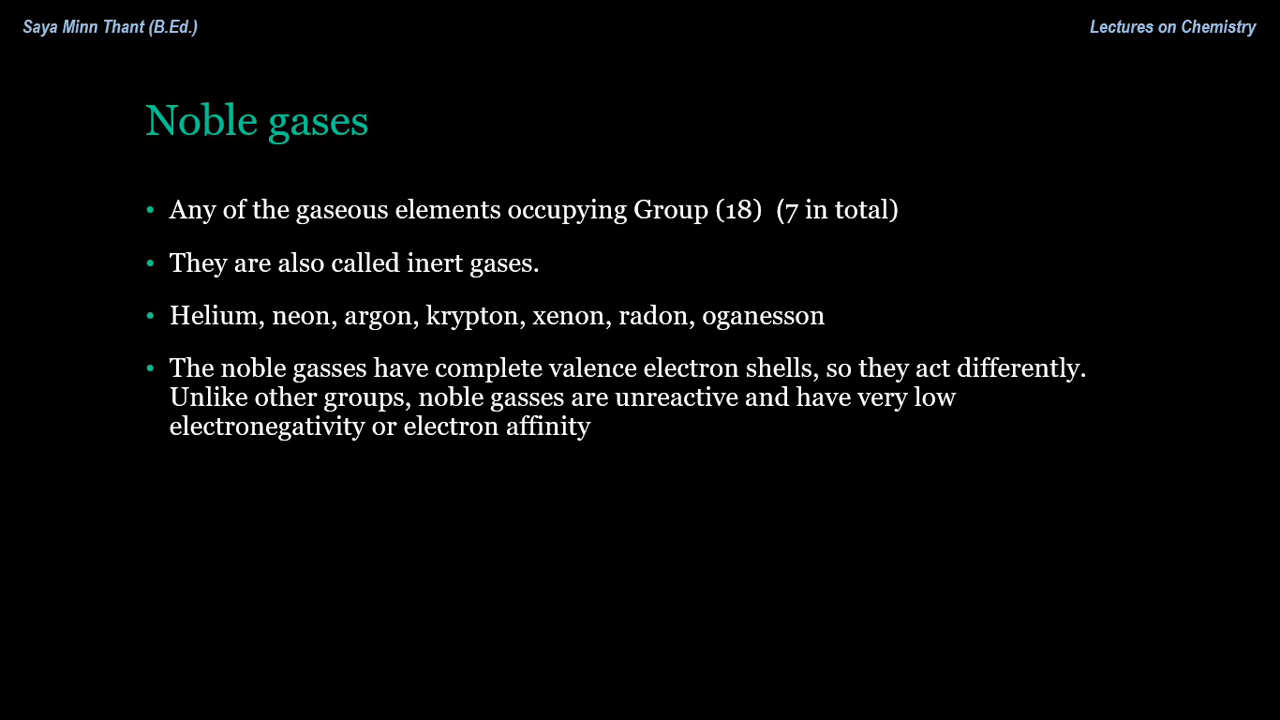 Saya Minn Thant (B.Ed.)
Lectures on Chemistry
Noble gases
• Any of the gaseous elements occupying Group (18)  (7 in total)
• They are also called inert gases.
• Helium, neon, argon, krypton, xenon, radon, oganesson
• The noble gasses have complete valence electron shells, so they act differently.
Unlike other groups, noble gasses are unreactive and have very low
electronegativity or electron affinity